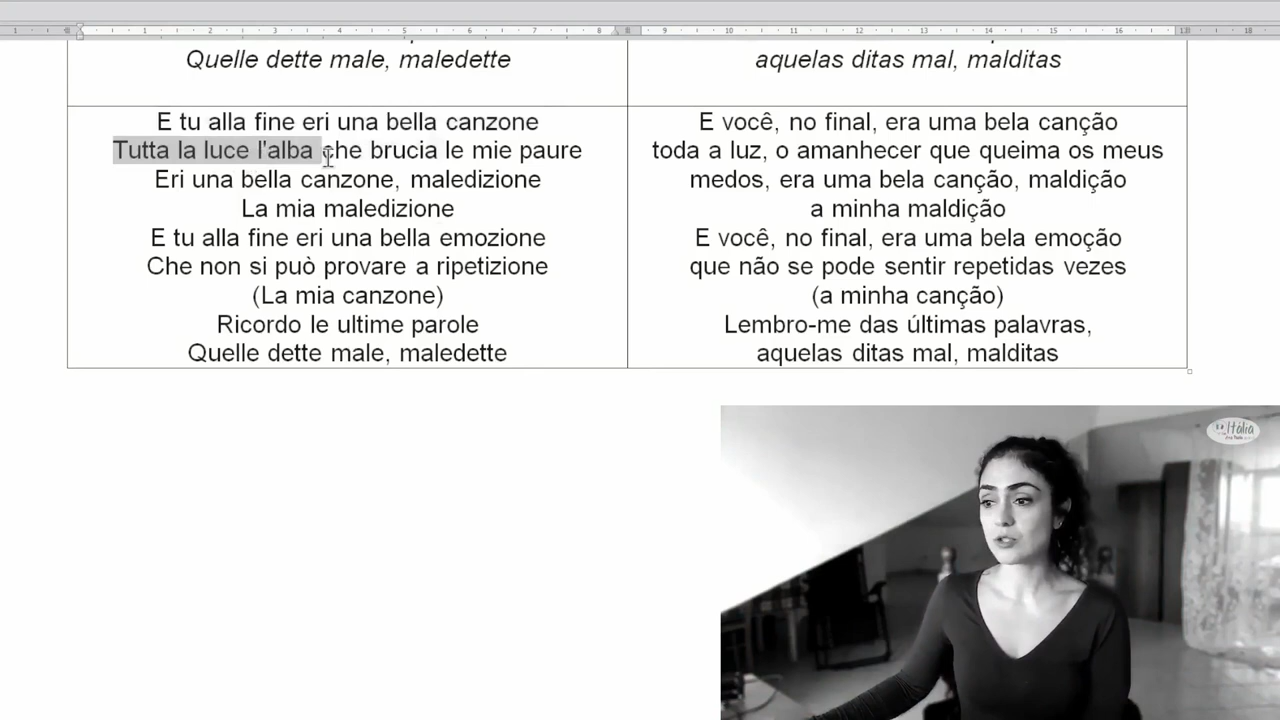 Quelle dette male, maledette
E tu alla fine eri una bella canzone
Tutta la luce l'alba che brucia le mie paure
Eri una bella canzone, maledizione
La mia maledizione
E tu alla fine eri una bella emozione
Che non si può provare a ripetizione
(La mia canzone)
Ricordo le ultime parole
Quelle dette male, maledette
aquelas ditas mal, malditas
E você, no final, era uma bela canção
toda a luz, o amanhecer que queima os meus
medos, era uma bela canção, maldição
a minha maldição
E você, no final, era uma bela emoção
que não se pode sentir repetidas vezes
(a minha canção)
Lembro-me das últimas palavras,
aquelas ditas mal, malditas
Itália